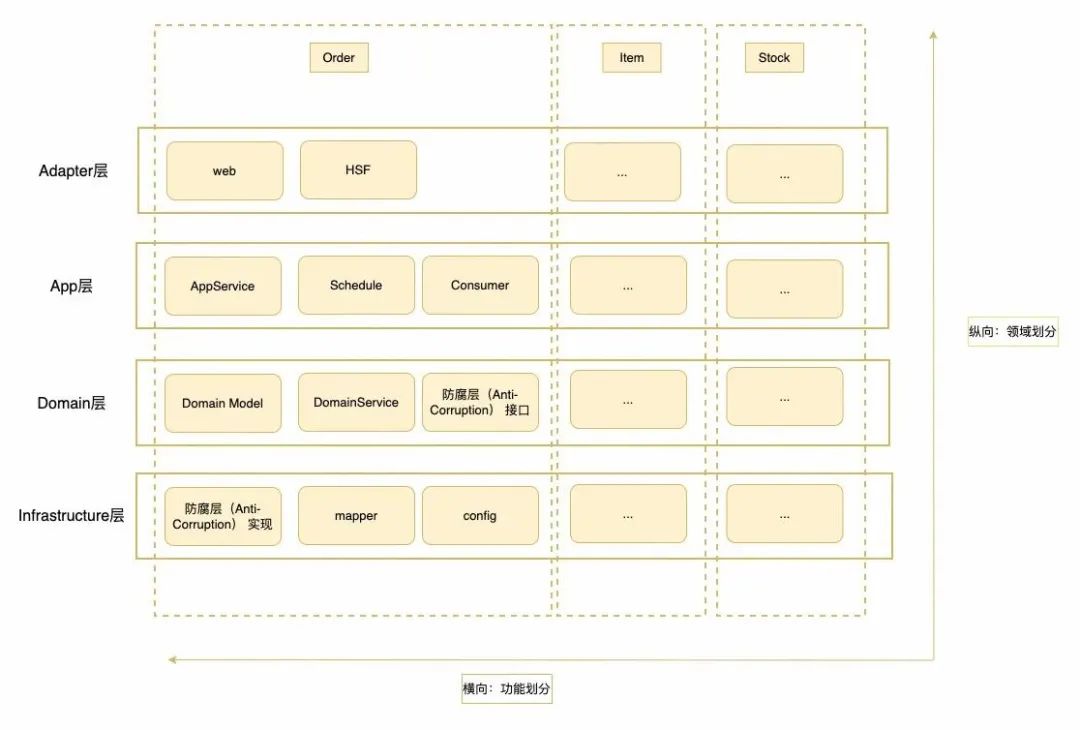 Order
Item
Stock
Adapter层
web
HSF
...
...
App层
AppService
Schedule
Consumer
...
...
Domain层
Domain Model
DomainService
防腐层（Anti-
Corruption） 接口
...
...
Infrastructure层
防腐层（Anti-
Corruption） 实现
mapper
config
...
...
纵向：领域划分
横向：功能划分